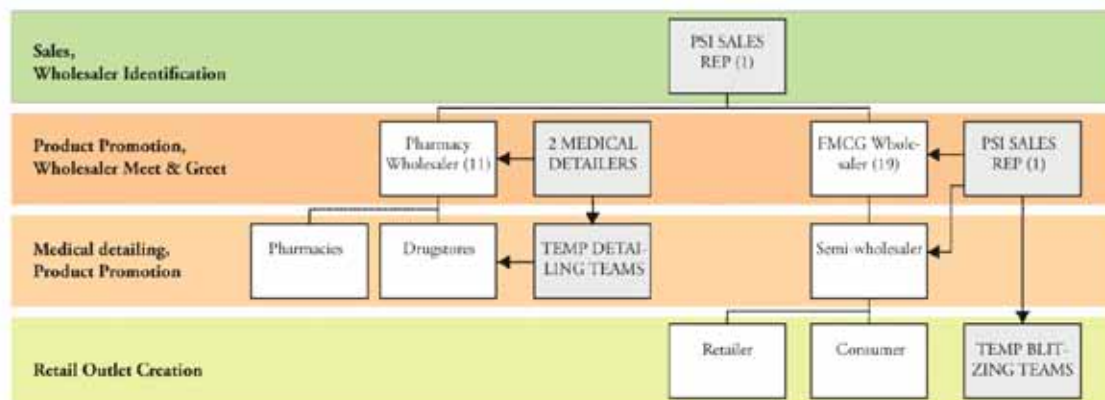 Sales,
Wholesaler Identification
PSI SALES
REP (1)
Product Promotion,
Wholesaler Meet & Greet
Pharmacy
Wholesaler (11)
2 MEDICAL
DETAILERS
FMCG Whole-
saler (19)
PSI SALES
REP (1)
Medical detailing,
Product Promotion
Pharmacies
Drugstores
TEMP DETAI-
LING TEAMS
Semi-wholesaler
Retail Outlet Creation
Retailer
Consumer
TEMP BLIT-
ZING TEAMS